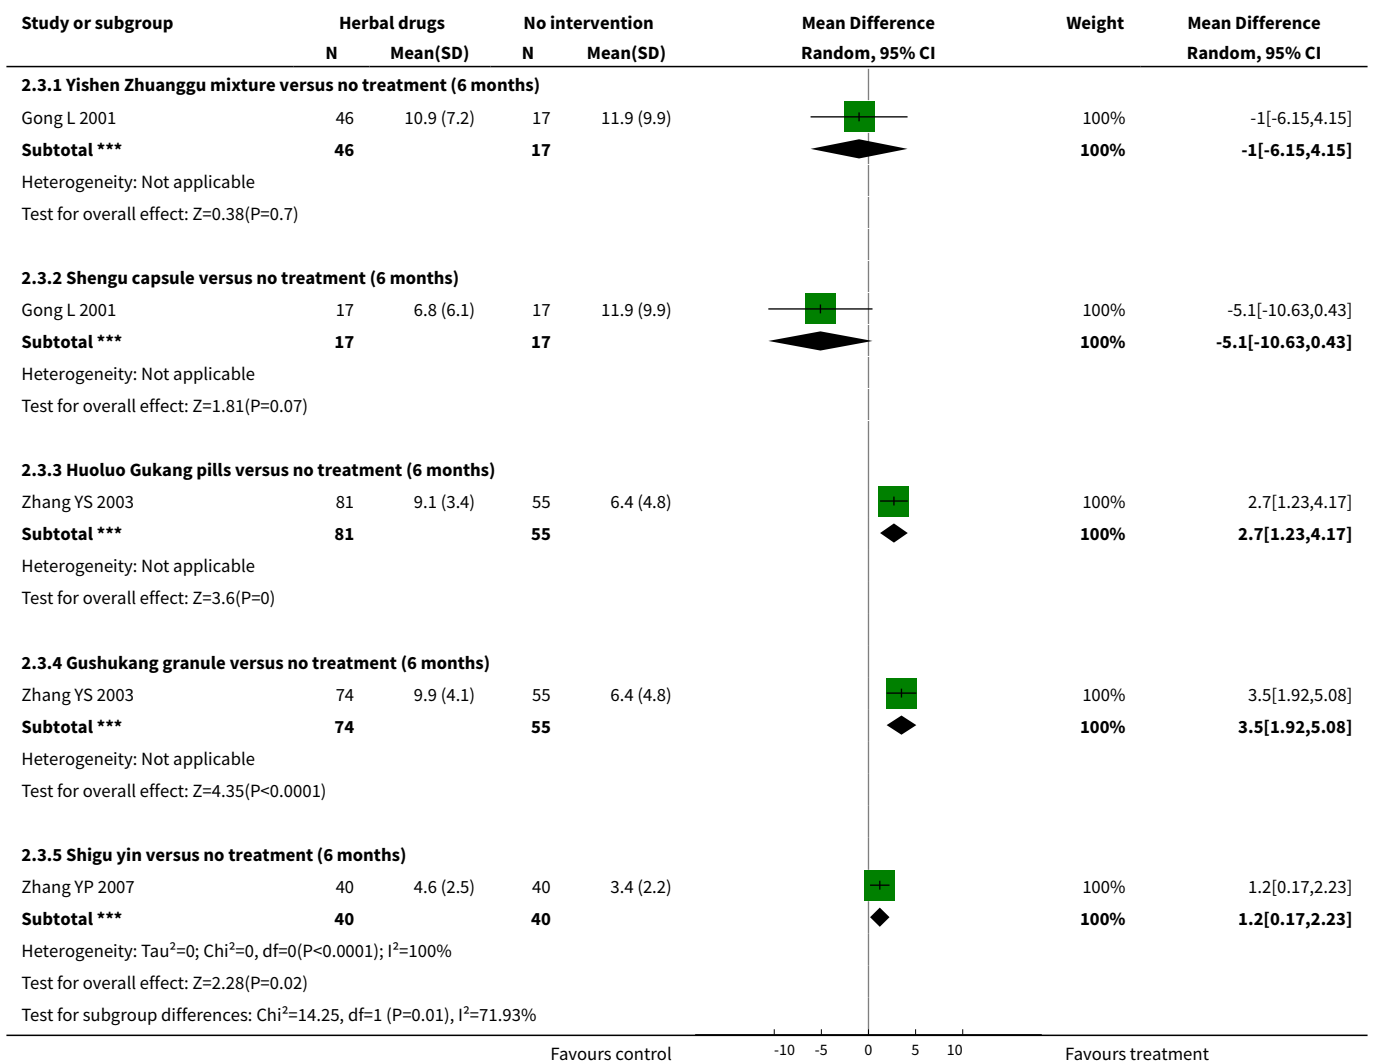 Study or subgroup Herbal drugs No intervention Mean Difference Weight Mean Difference
N Mean(SD) N Mean(SD) Random, 95% CI Random, 95% CI
2.3.1 Yishen Zhuanggu mixture versus no treatment (6 months)
Gong L 2001 46 10.9 (7.2) 17 11.9 (9.9) 100% -1[-6.15,4.15]
Subtotal *** 46 17 100% -1[-6.15,4.15]
Heterogeneity: Not applicable
Test for overall effect: Z=0.38(P=0.7)
2.3.2 Shengu capsule versus no treatment (6 months)
Gong L 2001 17 6.8 (6.1) 17 11.9 (9.9) 100% -5.1[-10.63,0.43]
Subtotal *** 17 17 100% -5.1[-10.63,0.43]
Heterogeneity: Not applicable
Test for overall effect: Z=1.81(P=0.07)
2.3.3 Huoluo Gukang pills versus no treatment (6 months)
Zhang YS 2003 81 9.1 (3.4) 55 6.4 (4.8) 100% 2.7[1.23,4.17]
Subtotal *** 81 55 100% 2.7[1.23,4.17]
Heterogeneity: Not applicable
Test for overall effect: Z=3.6(P=0)
2.3.4 Gushukang granule versus no treatment (6 months)
Zhang YS 2003 74 9.9 (4.1) 55 6.4 (4.8) 100% 3.5[1.92,5.08]
Subtotal *** 74 55 100% 3.5[1.92,5.08]
Heterogeneity: Not applicable
Test for overall effect: Z=4.35(P<0.0001)
2.3.5 Shigu yin versus no treatment (6 months)
Zhang YP 2007 40 4.6 (2.5) 40 3.4 (2.2) 100% 1.2[0.17,2.23]
Subtotal *** 40 40 100% 1.2[0.17,2.23]
Heterogeneity: Tau²=0; Chi²=0, df=0(P<0.0001); I²=100%
Test for overall effect: Z=2.28(P=0.02)
Test for subgroup differences: Chi²=14.25, df=1 (P=0.01), I²=71.93%
Favours control -10 -5 0 5 10 Favours treatment